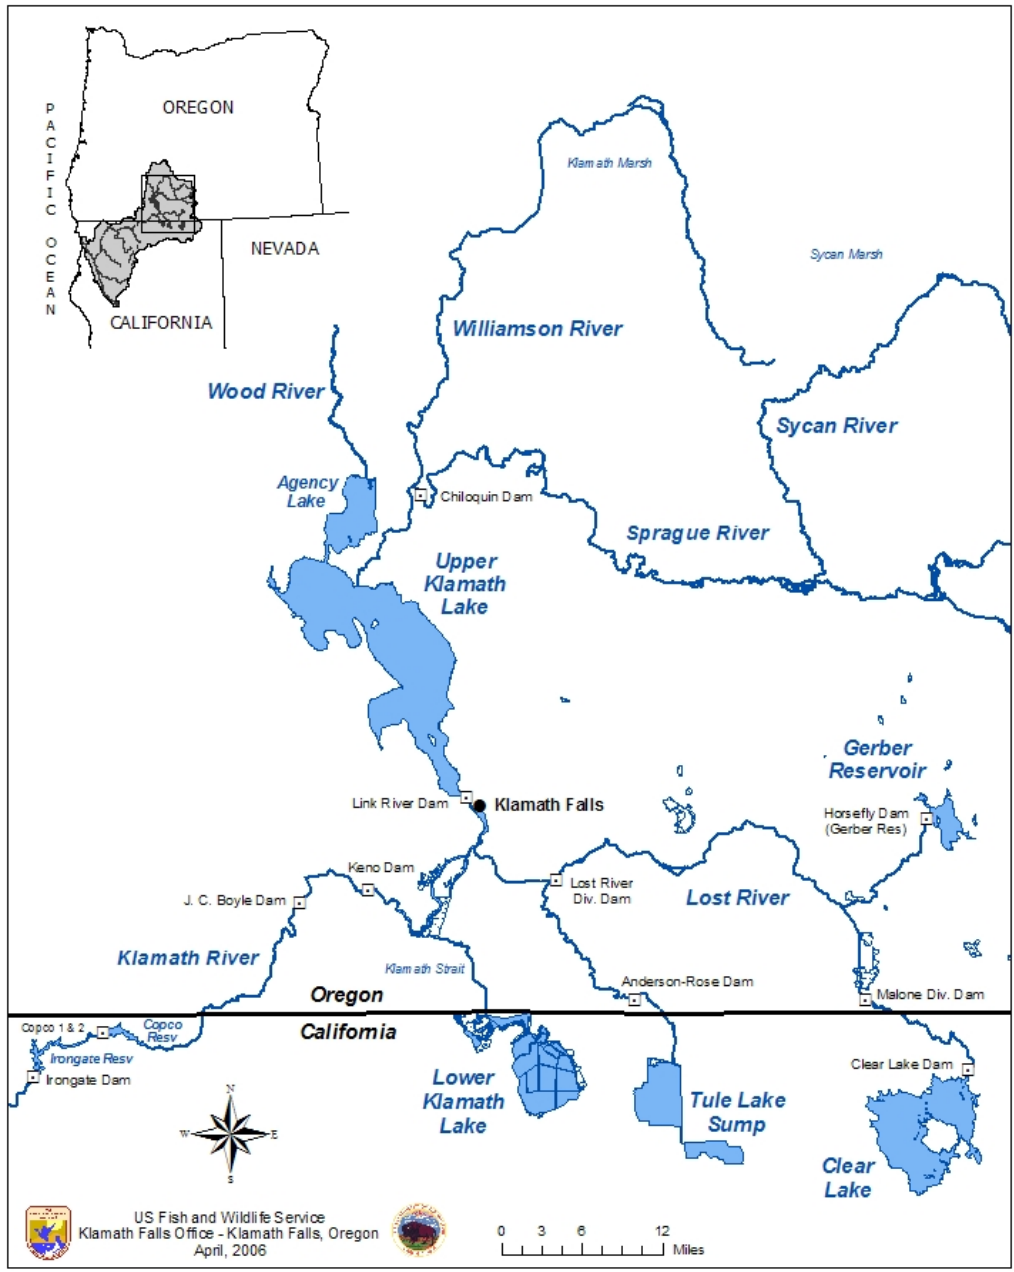 OREGON
PACIFIC OCEAN
NEVADA
CALIFORNIA
Klamath Marsh
Sycan Marsh
Williamson River
Wood River
Sycan River
Agency
Lake
Chiloquin Dam
Sprague River
Upper
Klamath
Lake
Gerber
Reservoir
Link River Dam
Klamath Falls
Horsefly Dam
(Gerber Res)
Keno Dam
J. C. Boyle Dam
Lost River
Div. Dam
Lost River
Klamath River
Klamath Strait
Anderson-Rose Dam
Malone Div. Dam
Oregon
California
Copco 1 & 2
Copco
Resv
Irongate Resv
Irongate Dam
Clear Lake Dam
Lower
Klamath
Lake
Tule Lake
Sump
Clear
Lake
N
W
E
S
US Fish and Wildlife Service
Klamath Falls Office - Klamath Falls, Oregon
April, 2006
0 3 6 12
Miles